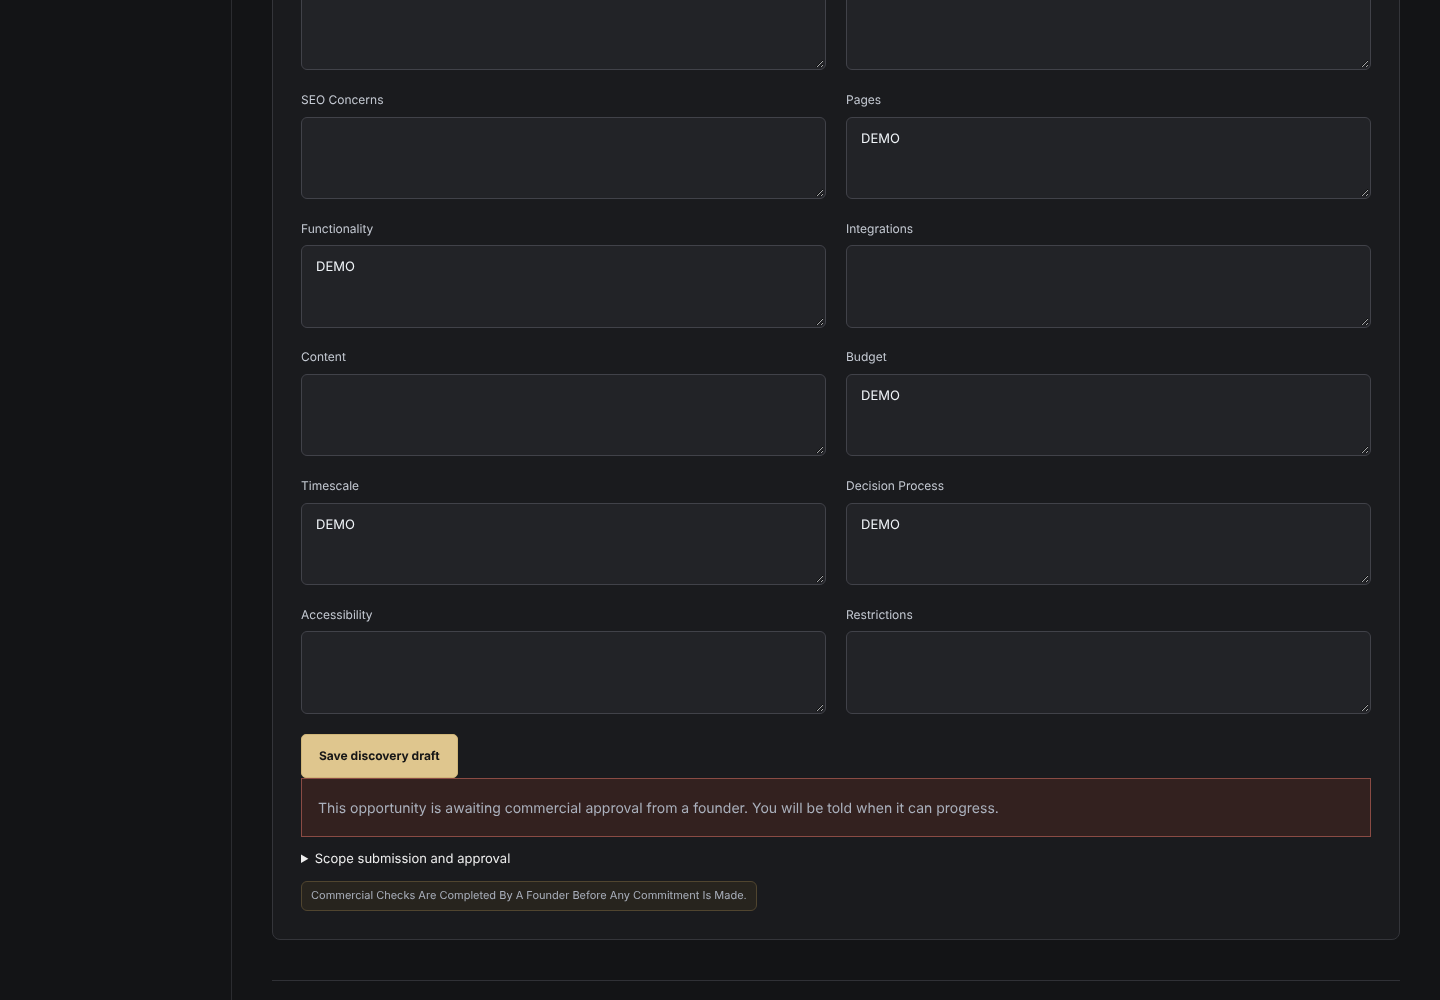 SEO Concerns
Pages
DEMO
Functionality
Integrations
DEMO
Content
Budget
DEMO
Timescale
Decision Process
DEMO
DEMO
Accessibility
Restrictions
Save discovery draft
This opportunity is awaiting commercial approval from a founder. You will be told when it can progress.
Scope submission and approval
Commercial Checks Are Completed By A Founder Before Any Commitment Is Made.